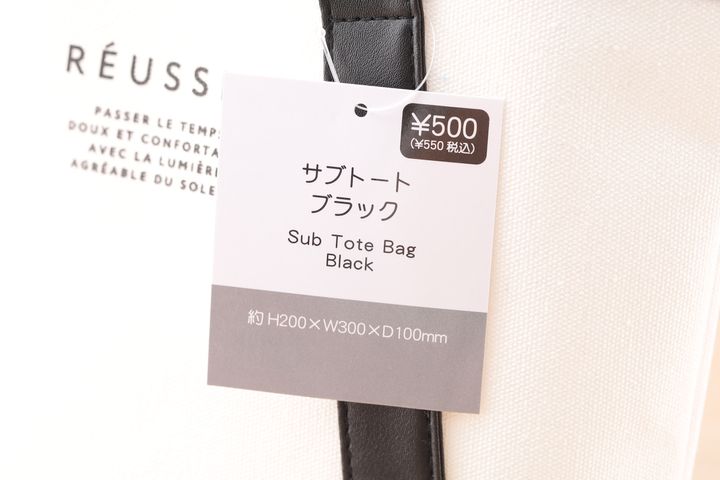 RÉUSS
PASSER LE TEMPS
DOUX ET CONFORTA
AVEC LA LUMIÈR
AGRÉABLE DU SOLE
¥500
(¥550 税込)
サブトート
ブラック
Sub Tote Bag
Black
約 H200×W300×D100mm